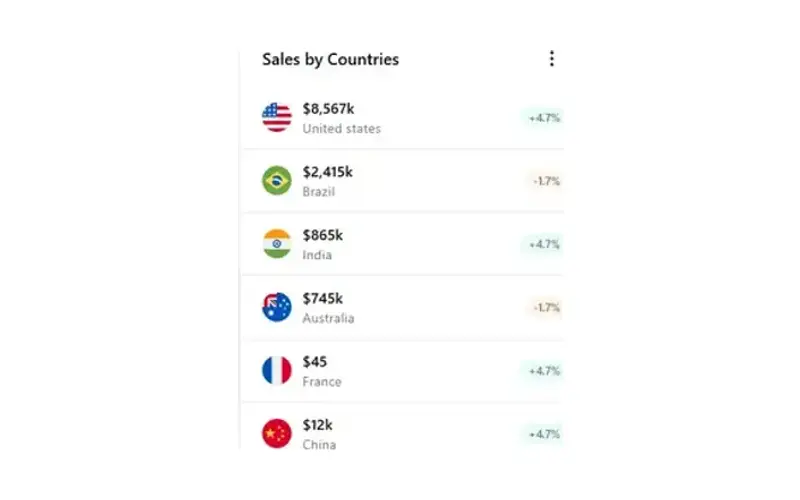 Sales by Countries
$8,567k
United states
+4.7%
$2,415k
Brazil
-1.7%
$865k
India
+4.7%
$745k
Australia
-1.7%
$45
France
+4.7%
$12k
China
+4.7%